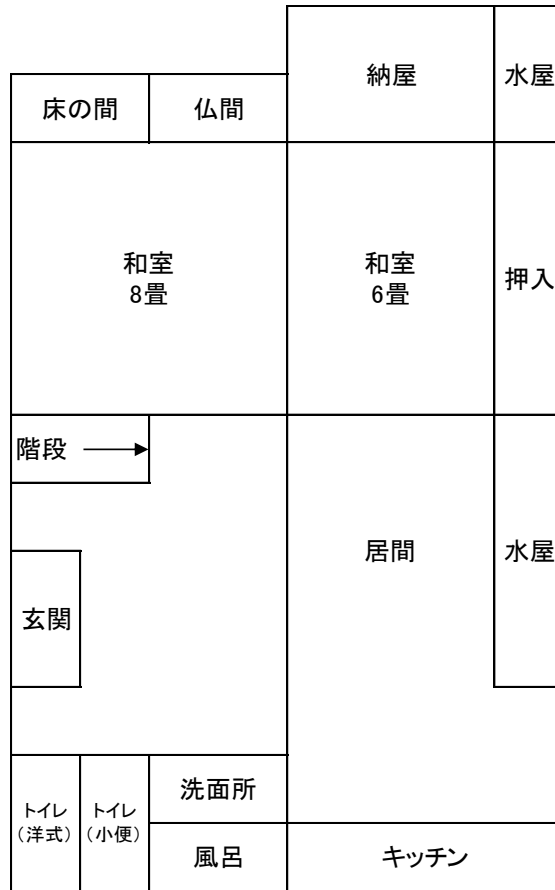 納屋
水屋
床の間
仏間
和室
8畳
和室
6畳
押入
階段
居間
水屋
玄関
洗面所
トイレ
(洋式)
トイレ
(小便)
風呂
キッチン